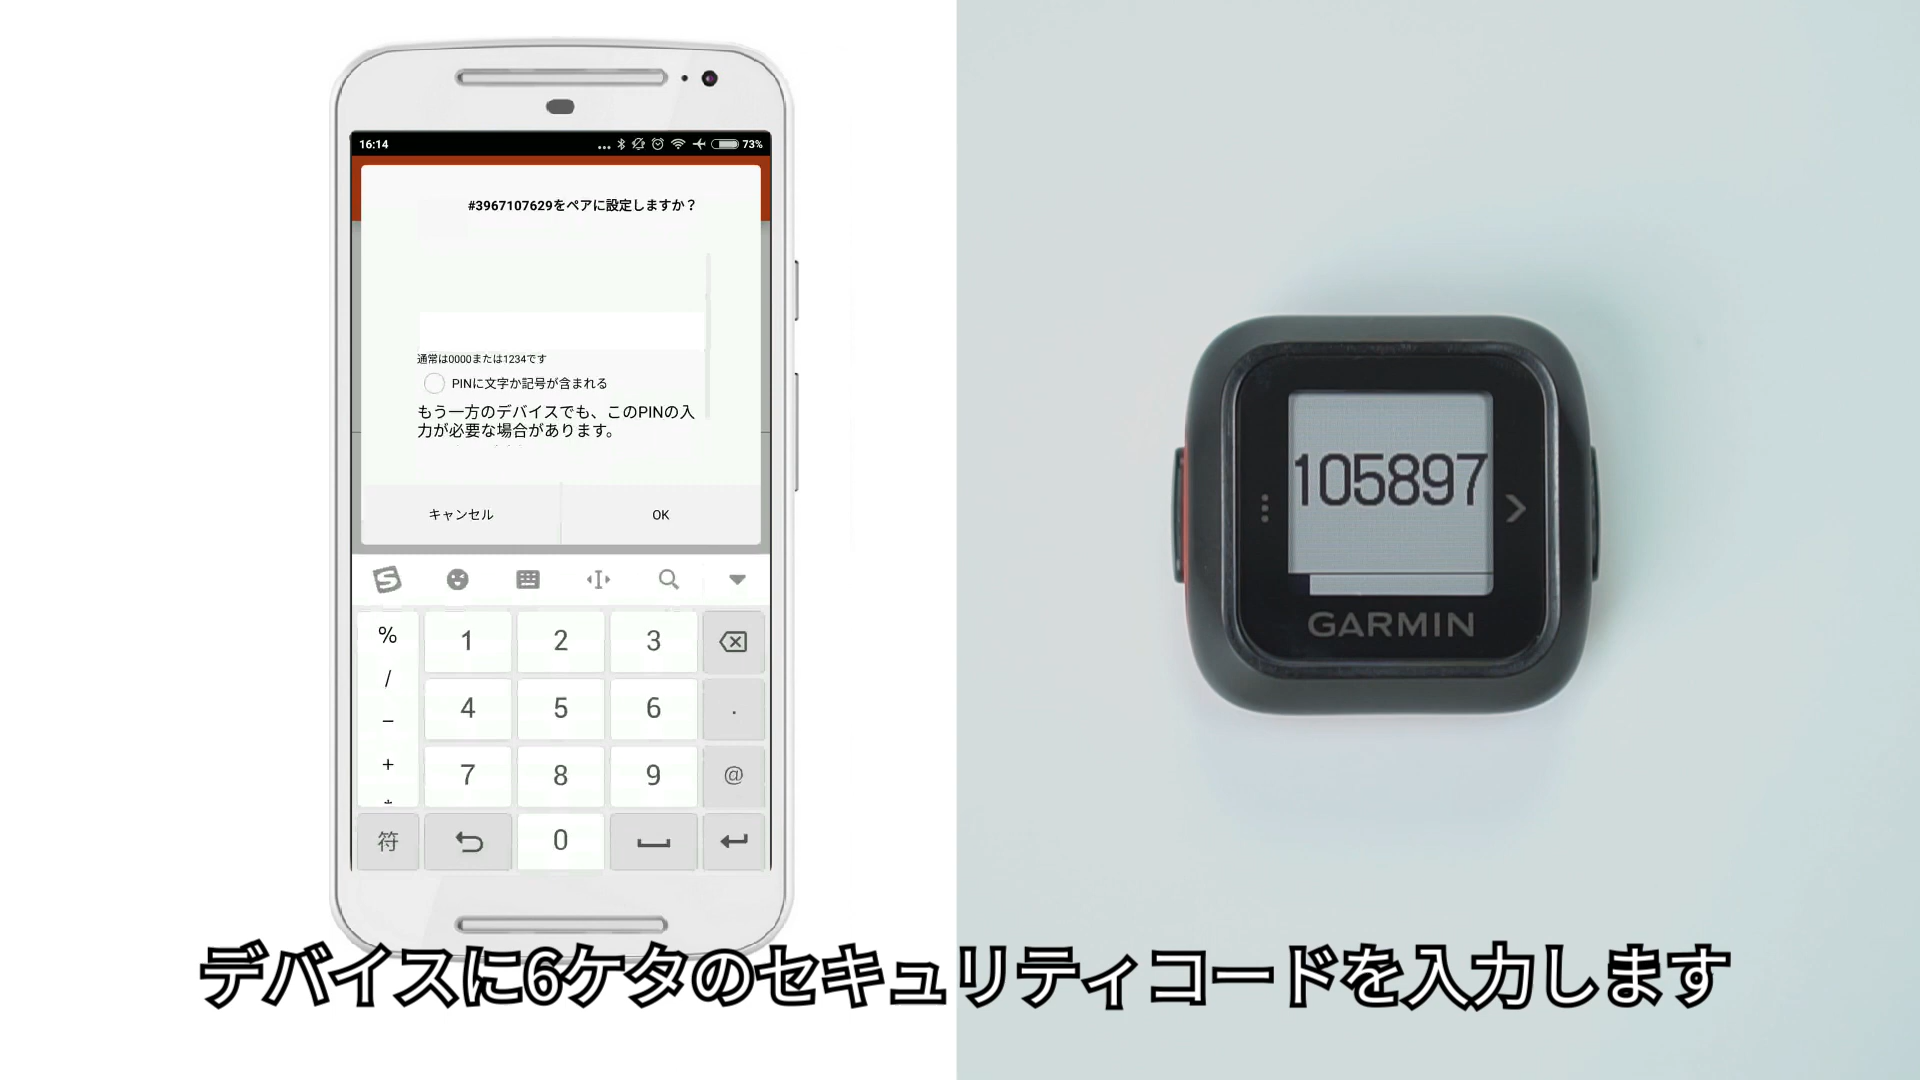 16:14
73%
#3967107629をペアに設定しますか？
通常は0000または1234です
PINに文字か記号が含まれる
もう一方のデバイスでも、このPINの入
力が必要な場合があります。
キャンセル OK
% 1 2 3
/
4 5 6 .
-
+ 7 8 9 @
*
符 0
105897
GARMIN
デバイスに6ケタのセキュリティコードを入力します